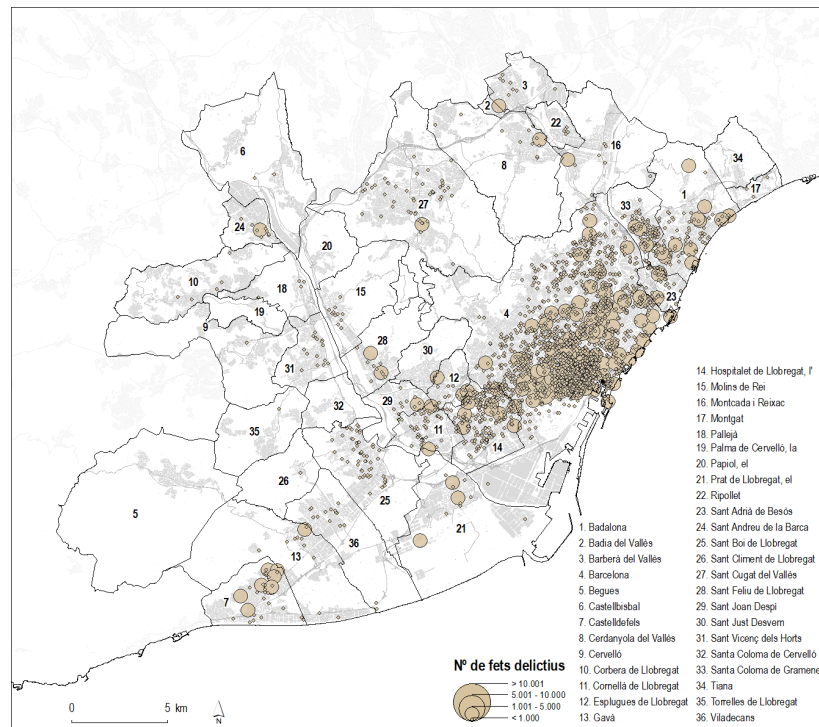 3
2
22
16
6
8
34
1
17
27
33
24
20
10
18
15
23
19
4
9
28
30
31
12
32
29
35
11
14
26
25
5
21
36
13
7
14. Hospitalet de Llobregat, l'
15. Molins de Rei
16. Montcada i Reixac
17. Montgat
18. Pallejà
19. Palma de Cervelló, la
20. Papiol, el
21. Prat de Llobregat, el
22. Ripollet
23. Sant Adrià de Besós
1. Badalona
24. Sant Andreu de la Barca
2. Badia del Vallés
25. Sant Boi de Llobregat
3. Barberà del Vallés
26. Sant Climent de Llobregat
4. Barcelona
27. Sant Cugat del Vallés
5. Begues
28. Sant Feliu de Llobregat
6. Castellbisbal
29. Sant Joan Despi
7. Castelldefels
30. Sant Just Desvern
8. Cerdanyola del Vallés
31. Sant Vicenç dels Horts
9. Cervelló
32. Santa Coloma de Cervelló
10. Corbera de Llobregat
33. Santa Coloma de Gramene
11. Cornellà de Llobregat
34. Tiana
12. Esplugues de Llobregat
35. Torrelles de Llobregat
13. Gavà
36. Viladecans
Nº de fets delictius
> 10.001
5.001 - 10.000
1.001 - 5.000
< 1.000
0 5 km
N